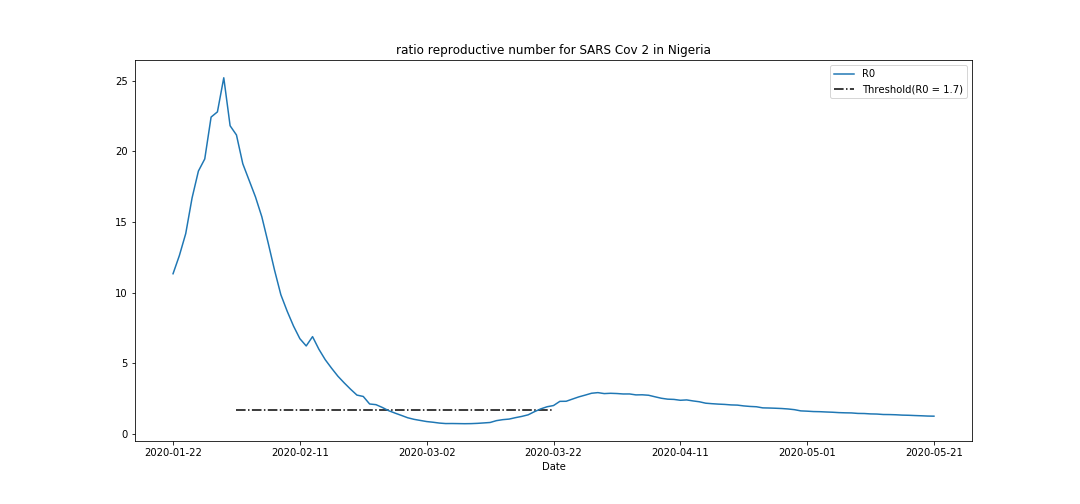 ratio reproductive number for SARS Cov 2 in Nigeria
R0
Threshold(R0 = 1.7)
25
20
15
10
5
0
2020-01-22 2020-02-11 2020-03-02 2020-03-22 2020-04-11 2020-05-01 2020-05-21
Date